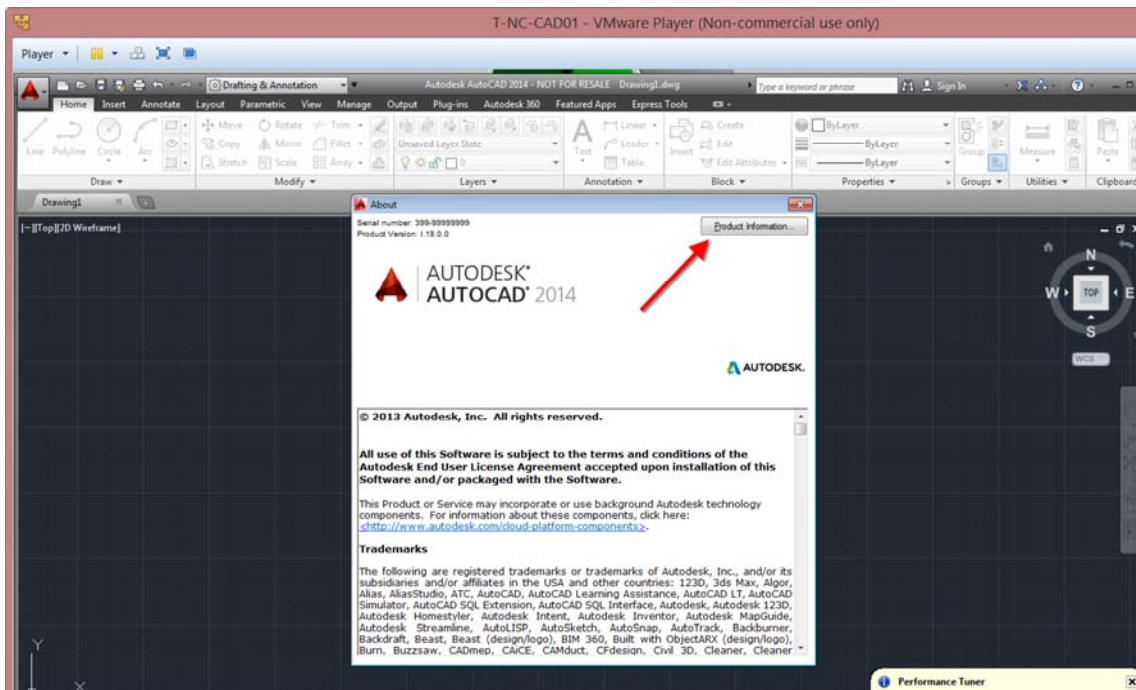 T-NC-CAD01 - VMware Player (Non-commercial use only)
Player
Drafting & Annotation
Autodesk AutoCAD 2014 - NOT FOR RESALE Drawing1.dwg
Type a keyword or phrase
Sign In
Home Insert Annotate Layout Parametric View Manage Output Plug-ins Autodesk 360 Featured Apps Express Tools
Move Rotate Trim Linear Create ByLayer
Line Polyline Circle Arc Copy Mirror Fillet Unsaved Layer State Text Leader Insert Edit ByLayer Group Measure Paste
Stretch Scale Array 0 Table Edit Attributes ByLayer
Draw Modify Layers Annotation Block Properties Groups Utilities Clipboard
Drawing1
[-][Top][2D Wireframe]
About
Serial number: 399-99999999
Product Version: I.18.0.0
Product Information...
AUTODESK®
AUTOCAD® 2014
AUTODESK.
© 2013 Autodesk, Inc. All rights reserved.
All use of this Software is subject to the terms and conditions of the
Autodesk End User License Agreement accepted upon installation of this
Software and/or packaged with the Software.
This Product or Service may incorporate or use background Autodesk technology
components. For information about these components, click here:
<http://www.autodesk.com/cloud-platform-components>.
Trademarks
The following are registered trademarks or trademarks of Autodesk, Inc., and/or its
subsidiaries and/or affiliates in the USA and other countries: 123D, 3ds Max, Algor,
Alias, AliasStudio, ATC, AutoCAD, AutoCAD Learning Assistance, AutoCAD LT, AutoCAD
Simulator, AutoCAD SQL Extension, AutoCAD SQL Interface, Autodesk, Autodesk 123D,
Autodesk Homestyler, Autodesk Intent, Autodesk Inventor, Autodesk MapGuide,
Autodesk Streamline, AutoLISP, AutoSketch, AutoSnap, AutoTrack, Backburner,
Backdraft, Beast, Beast (design/logo), BIM 360, Built with ObjectARX (design/logo),
Burn, Buzzsaw, CADmep, CAiCE, CAMduct, CFdesign, Civil 3D, Cleaner, Cleaner
N
W TOP E
S
WCS
Y
X
Performance Tuner